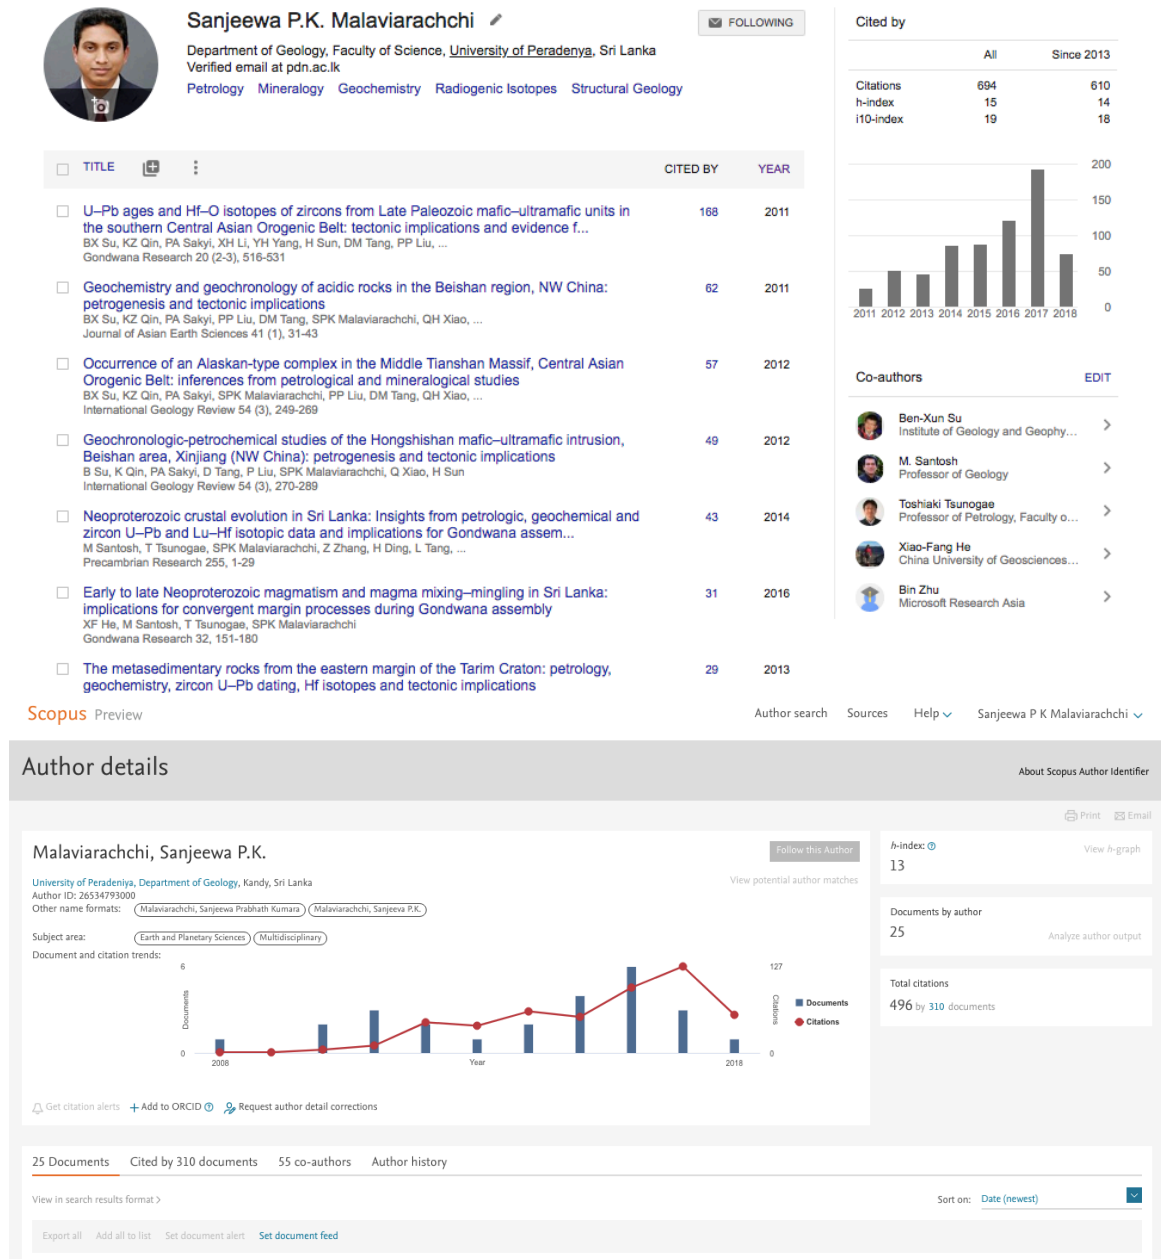 Sanjeewa P.K. Malaviarachchi
FOLLOWING
Department of Geology, Faculty of Science, University of Peradenya, Sri Lanka
Verified email at pdn.ac.lk
Petrology Mineralogy Geochemistry Radiogenic Isotopes Structural Geology
TITLE CITED BY YEAR
U–Pb ages and Hf–O isotopes of zircons from Late Paleozoic mafic–ultramafic units in 168 2011
the southern Central Asian Orogenic Belt: tectonic implications and evidence f...
BX Su, KZ Qin, PA Sakyi, XH Li, YH Yang, H Sun, DM Tang, PP Liu, ...
Gondwana Research 20 (2-3), 516-531
Geochemistry and geochronology of acidic rocks in the Beishan region, NW China: 62 2011
petrogenesis and tectonic implications
BX Su, KZ Qin, PA Sakyi, PP Liu, DM Tang, SPK Malaviarachchi, QH Xiao, ...
Journal of Asian Earth Sciences 41 (1), 31-43
Occurrence of an Alaskan-type complex in the Middle Tianshan Massif, Central Asian 57 2012
Orogenic Belt: inferences from petrological and mineralogical studies
BX Su, KZ Qin, PA Sakyi, SPK Malaviarachchi, PP Liu, DM Tang, QH Xiao, ...
International Geology Review 54 (3), 249-269
Geochronologic-petrochemical studies of the Hongshishan mafic–ultramafic intrusion, 49 2012
Beishan area, Xinjiang (NW China): petrogenesis and tectonic implications
B Su, K Qin, PA Sakyi, D Tang, P Liu, SPK Malaviarachchi, Q Xiao, H Sun
International Geology Review 54 (3), 270-289
Neoproterozoic crustal evolution in Sri Lanka: Insights from petrologic, geochemical and 43 2014
zircon U–Pb and Lu–Hf isotopic data and implications for Gondwana assem...
M Santosh, T Tsunogae, SPK Malaviarachchi, Z Zhang, H Ding, L Tang, ...
Precambrian Research 255, 1-29
Early to late Neoproterozoic magmatism and magma mixing–mingling in Sri Lanka: 31 2016
implications for convergent margin processes during Gondwana assembly
XF He, M Santosh, T Tsunogae, SPK Malaviarachchi
Gondwana Research 32, 151-180
The metasedimentary rocks from the eastern margin of the Tarim Craton: petrology, 29 2013
geochemistry, zircon U–Pb dating, Hf isotopes and tectonic implications
Cited by
All Since 2013
Citations 694 610
h-index 15 14
i10-index 19 18
200
150
100
50
0
2011 2012 2013 2014 2015 2016 2017 2018
Co-authors EDIT
Ben-Xun Su
Institute of Geology and Geophy...
M. Santosh
Professor of Geology
Toshiaki Tsunogae
Professor of Petrology, Faculty o...
Xiao-Fang He
China University of Geosciences...
Bin Zhu
Microsoft Research Asia
Scopus Preview
Author search Sources Help Sanjeewa P K Malaviarachchi
Author details
About Scopus Author Identifier
Print Email
Malaviarachchi, Sanjeewa P.K.
Follow this Author
View potential author matches
University of Peradeniya, Department of Geology, Kandy, Sri Lanka
Author ID: 26534793000
Other name formats: Malaviarachchi, Sanjeewa Prabhath Kumara Malaviarachchi, Sanjeeva P.K.
Subject area: Earth and Planetary Sciences Multidisciplinary
Document and citation trends:
6 127
Documents
Citations
Documents
Citations
0 0
2008 Year 2018
Get citation alerts + Add to ORCID Request author detail corrections
h-index: View h-graph
13
Documents by author
25 Analyze author output
Total citations
496 by 310 documents
25 Documents Cited by 310 documents 55 co-authors Author history
View in search results format >
Sort on: Date (newest)
Export all Add all to list Set document alert Set document feed